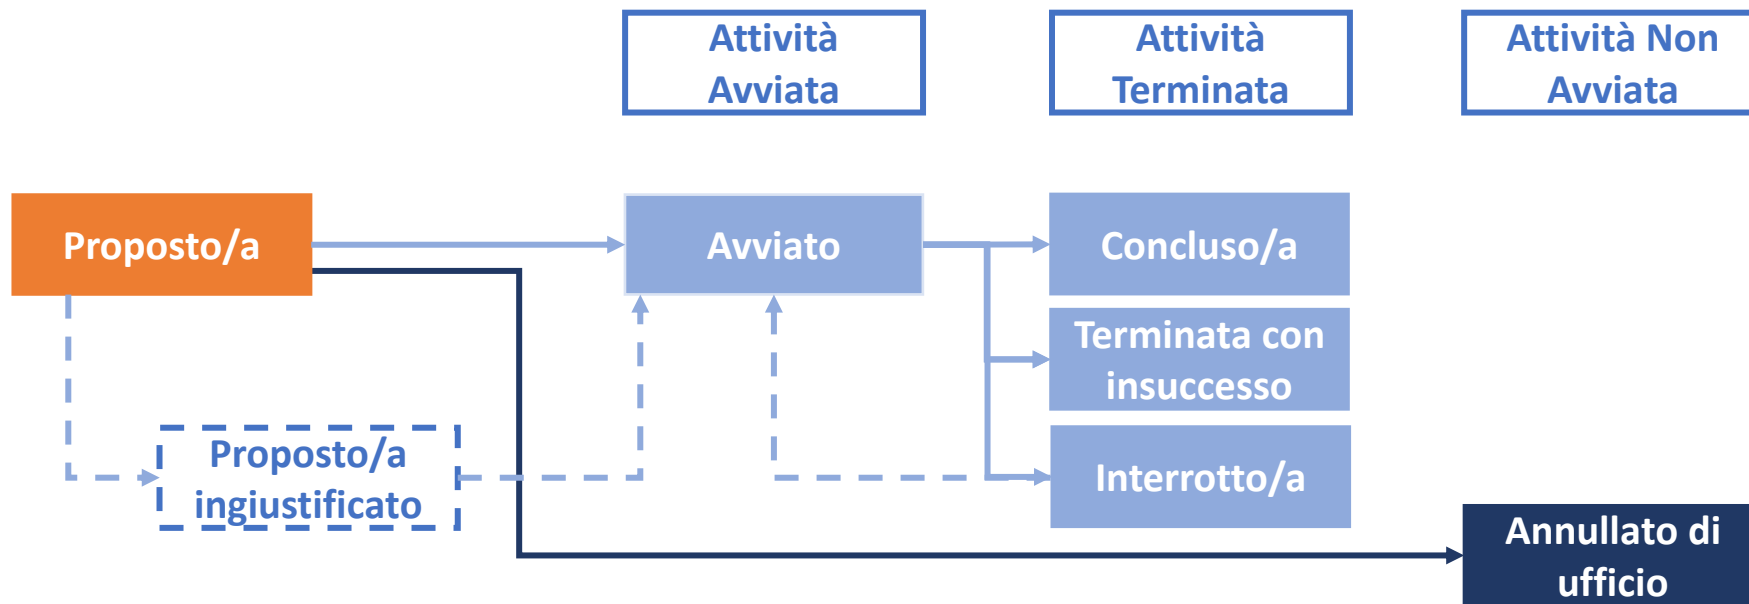 Attività
Avviata
Attività
Terminata
Attività Non
Avviata
Proposto/a
Avviato
Concluso/a
Terminata con
insuccesso
Proposto/a
ingiustificato
Interrotto/a
Annullato di
ufficio